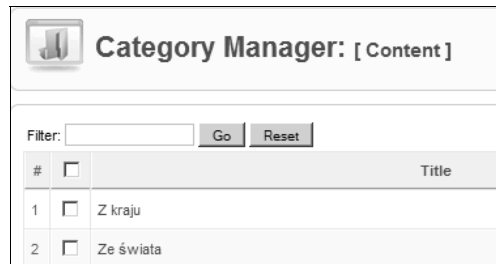 Category Manager: [ Content ]
Filter: Go Reset
# Title
1 Z kraju
2 Ze świata